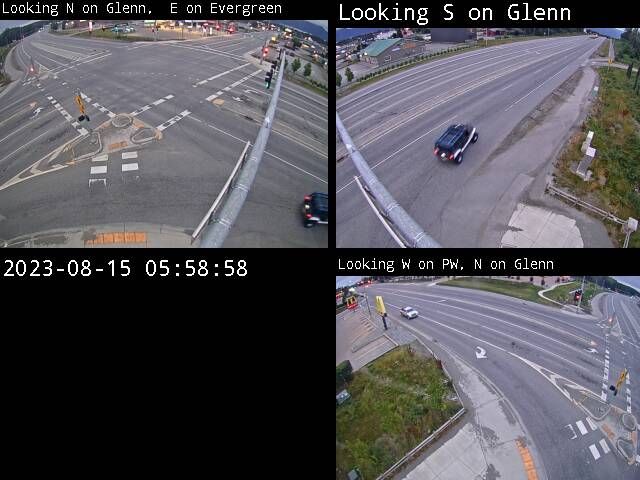 Looking N on Glenn,  E on Evergreen
Looking S on Glenn
2023-08-15 05:58:58
Looking W on PW, N on Glenn